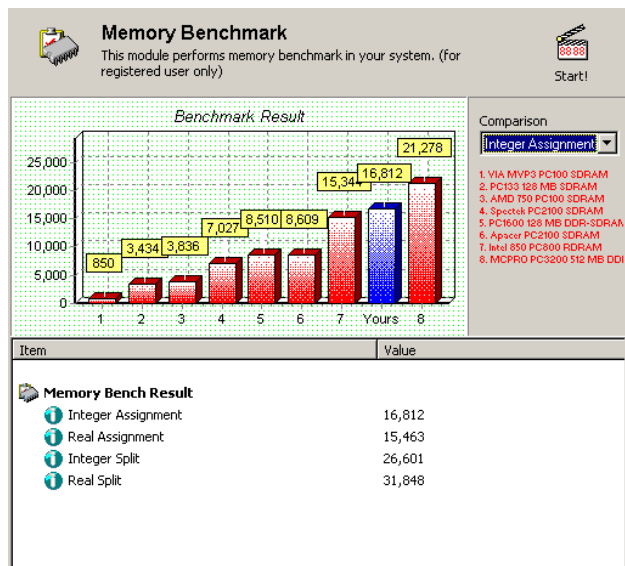 Memory Benchmark
This module performs memory benchmark in your system. (for
registered user only)
88 88
Start!
Benchmark Result
25,000
20,000
15,000
10,000
5,000
0
850
3,434
3,836
7,027
8,510
8,609
16,812
21,278
1
2
3
4
5
6
7
Yours
8
Comparison
Integer Assignment
1. VIA MVP3 PC100 SDRAM
2. PC133 128 MB SDRAM
3. AMD 750 PC100 SDRAM
4. Spectek PC2100 SDRAM
5. PC1600 128 MB DDR-SDRAM
6. Apacer PC2100 SDRAM
7. Intel 850 PC800 RDRAM
8. MCPRO PC3200 512 MB DDI
Item Value
Memory Bench Result
Integer Assignment 16,812
Real Assignment 15,463
Integer Split 26,601
Real Split 31,848